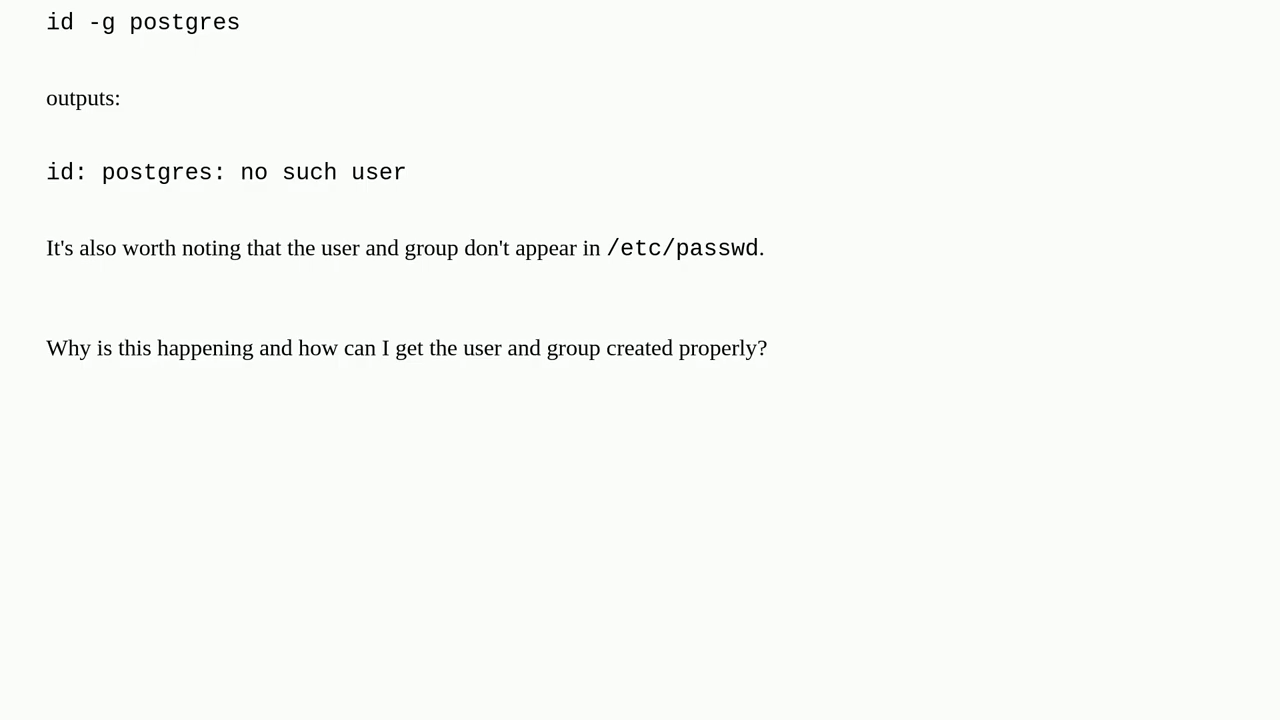 id -g postgres
outputs:
id: postgres: no such user
It's also worth noting that the user and group don't appear in /etc/passwd.
Why is this happening and how can I get the user and group created properly?